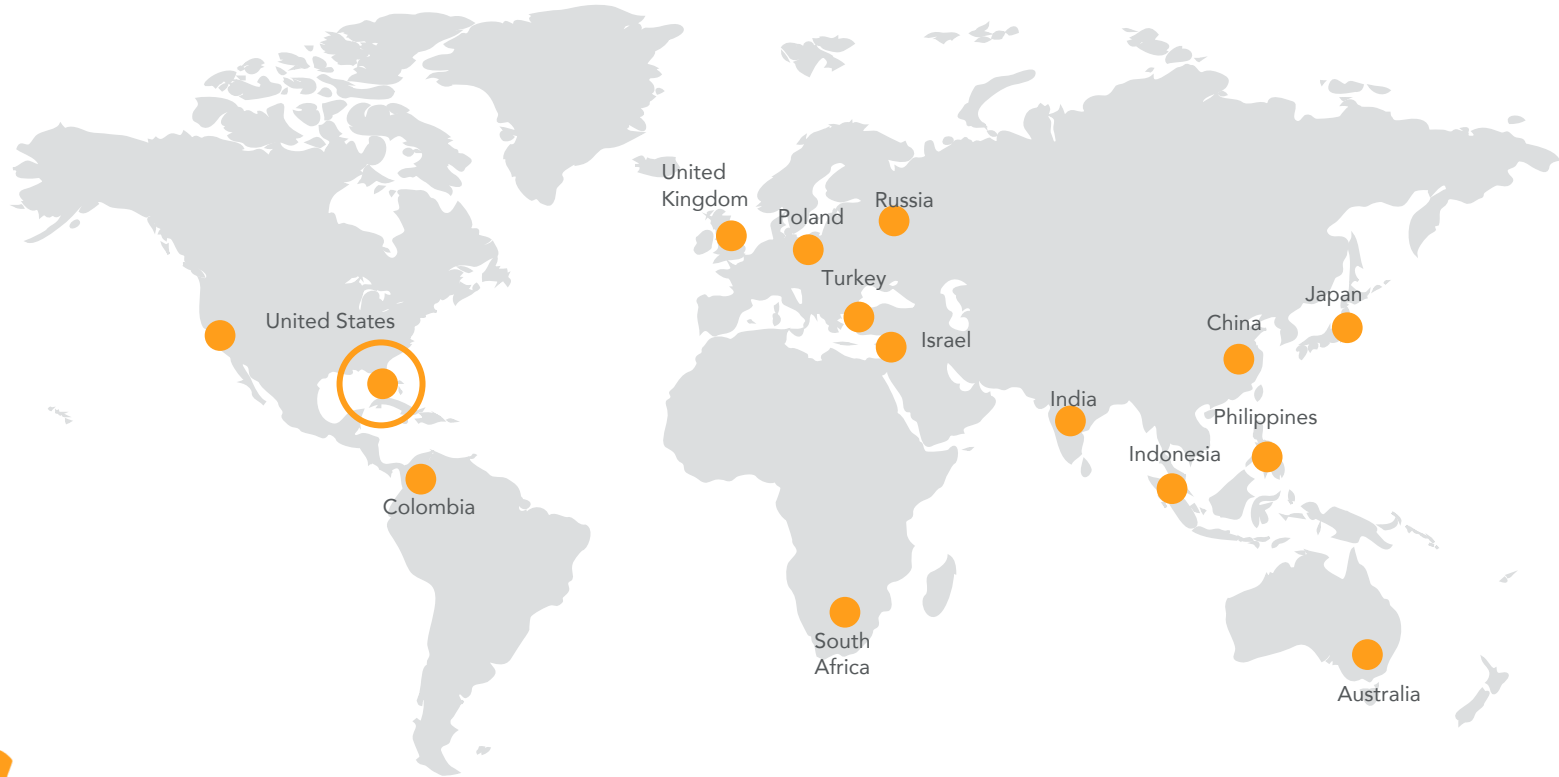 United
Kingdom
Russia
Poland
Turkey
Japan
United States
China
Israel
India
Philippines
Indonesia
Colombia
South
Africa
Australia